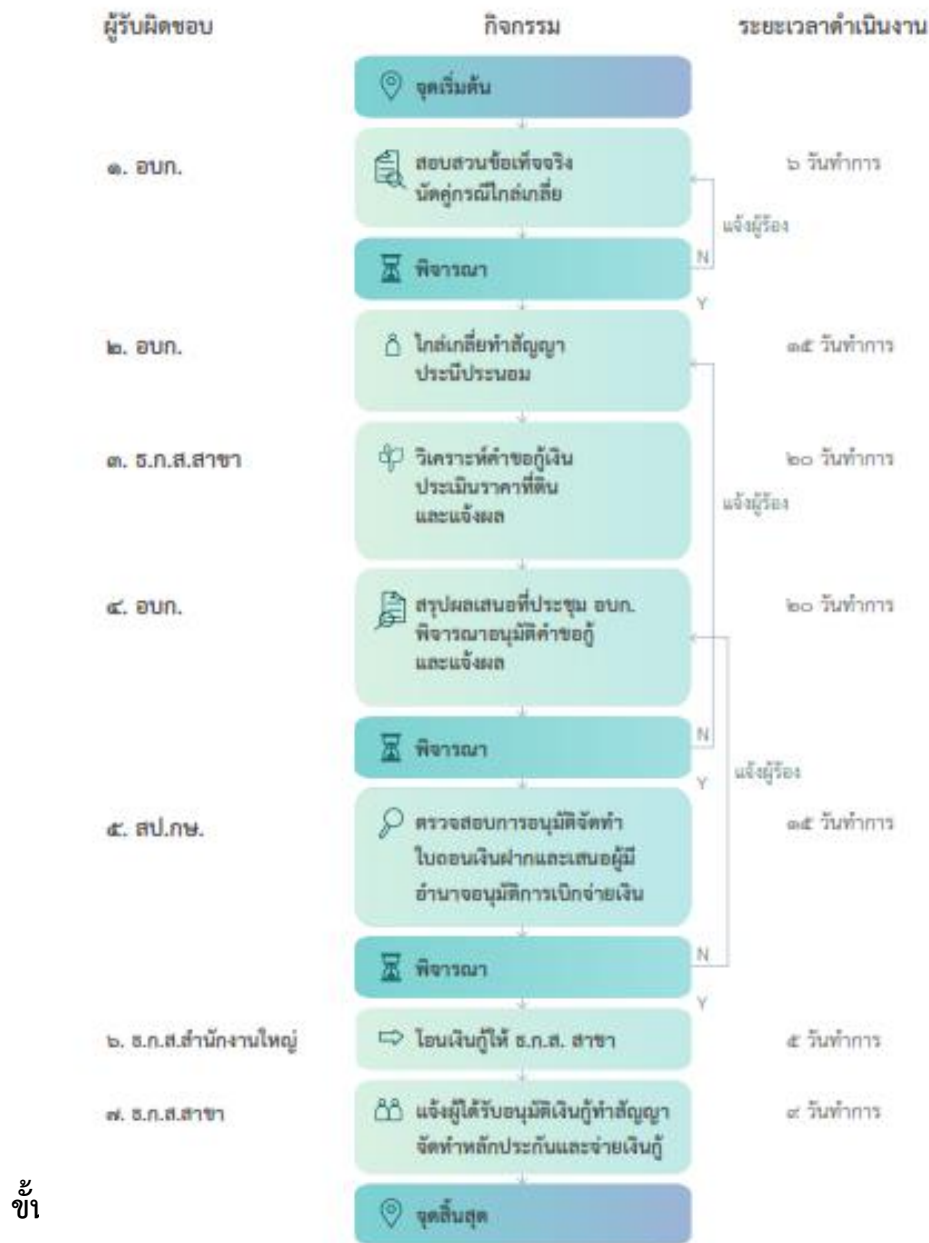 ผู้รับผิดชอบ กิจกรรม ระยะเวลาดำเนินงาน
จุดเริ่มต้น
๑. อบก. สอบสวนข้อเท็จจริง ๖ วันทำการ
นัดคู่กรณีไกล่เกลี่ย
แจ้งผู้ร้อง
พิจารณา N
Y
๒. อบก. ไกล่เกลี่ยทำสัญญา ๑๕ วันทำการ
ประนีประนอม
๓. ธ.ก.ส.สาขา วิเคราะห์คำขอกู้เงิน ๒๐ วันทำการ
ประเมินราคาที่ดิน
และแจ้งผล
แจ้งผู้ร้อง
๔. อบก. สรุปผลเสนอที่ประชุม อบก. ๒๐ วันทำการ
พิจารณาอนุมัติคำขอกู้
และแจ้งผล
พิจารณา N
แจ้งผู้ร้อง
Y
๕. สป.กษ. ตรวจสอบการอนุมัติจัดทำ ๑๕ วันทำการ
ใบถอนเงินฝากและเสนอผู้มี
อำนาจอนุมัติการเบิกจ่ายเงิน
พิจารณา N
Y
๖. ธ.ก.ส.สำนักงานใหญ่ โอนเงินกู้ให้ ธ.ก.ส. สาขา ๕ วันทำการ
๗. ธ.ก.ส.สาขา แจ้งผู้ได้รับอนุมัติเงินกู้ทำสัญญา ๙ วันทำการ
จัดทำหลักประกันและจ่ายเงินกู้
จุดสิ้นสุด